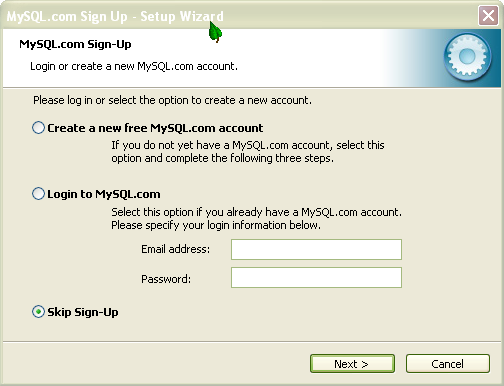 MySQL.com Sign Up - Setup Wizard
MySQL.com Sign-Up
Login or create a new MySQL.com account.
Please log in or select the option to create a new account.
Create a new free MySQL.com account
If you do not yet have a MySQL.com account, select this
option and complete the following three steps.
Login to MySQL.com
Select this option if you already have a MySQL.com account.
Please specify your login information below.
Email address:
Password:
Skip Sign-Up
Next >
Cancel